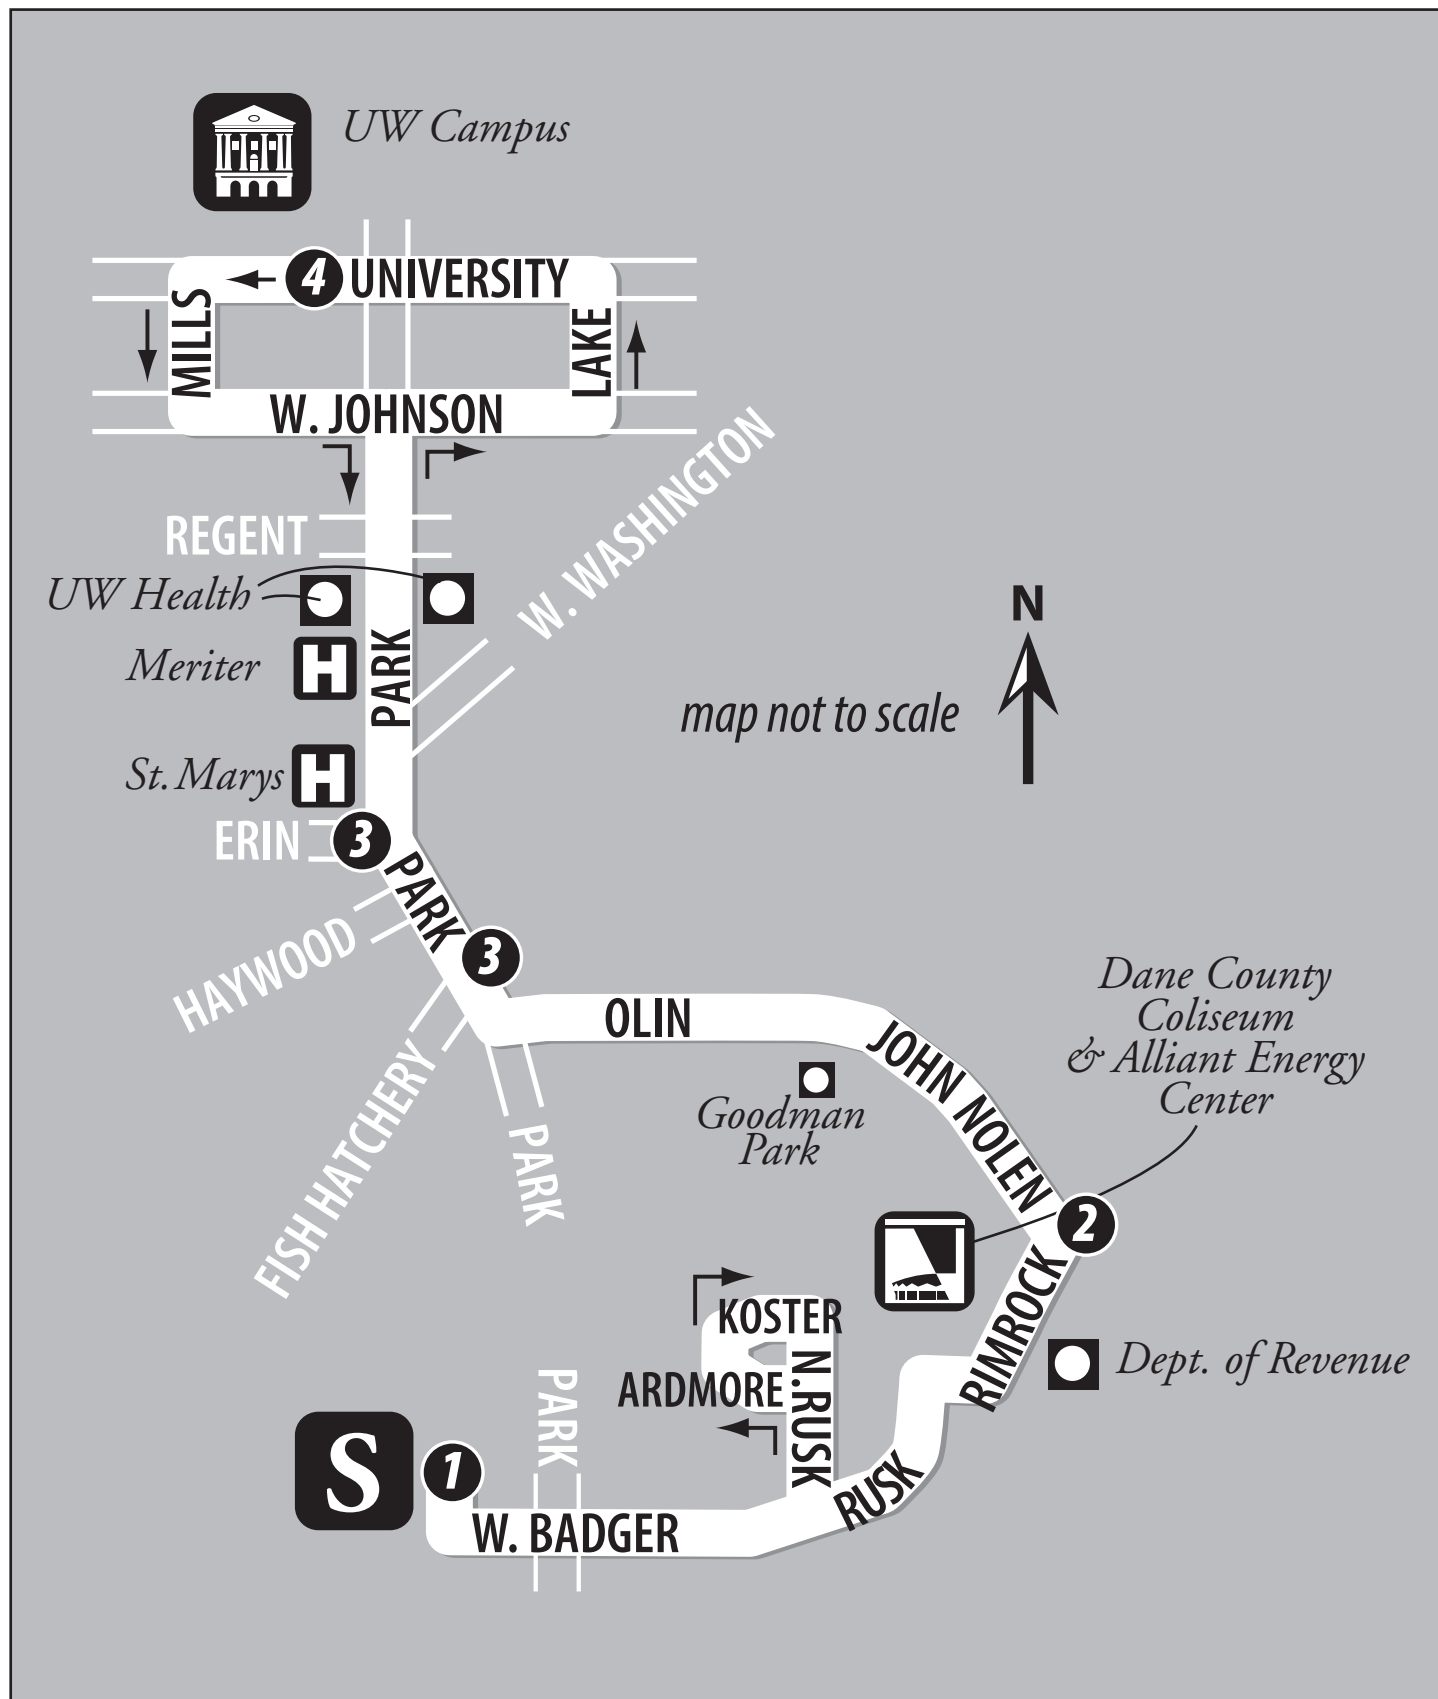 UW Campus
4
UNIVERSITY
MILLS
LAKE
W. JOHNSON
W. WASHINGTON
REGENT
UW Health
N
PARK
Meriter
H
map not to scale
St. Marys
H
ERIN
3
PARK
HAYWOOD
3
Dane County
Coliseum
& Alliant Energy
Center
OLIN
JOHN NOLEN
Goodman
Park
FISH HATCHERY
PARK
2
KOSTER
RIMROCK
Dept. of Revenue
ARDMORE
N. RUSK
PARK
S
1
RUSK
W. BADGER